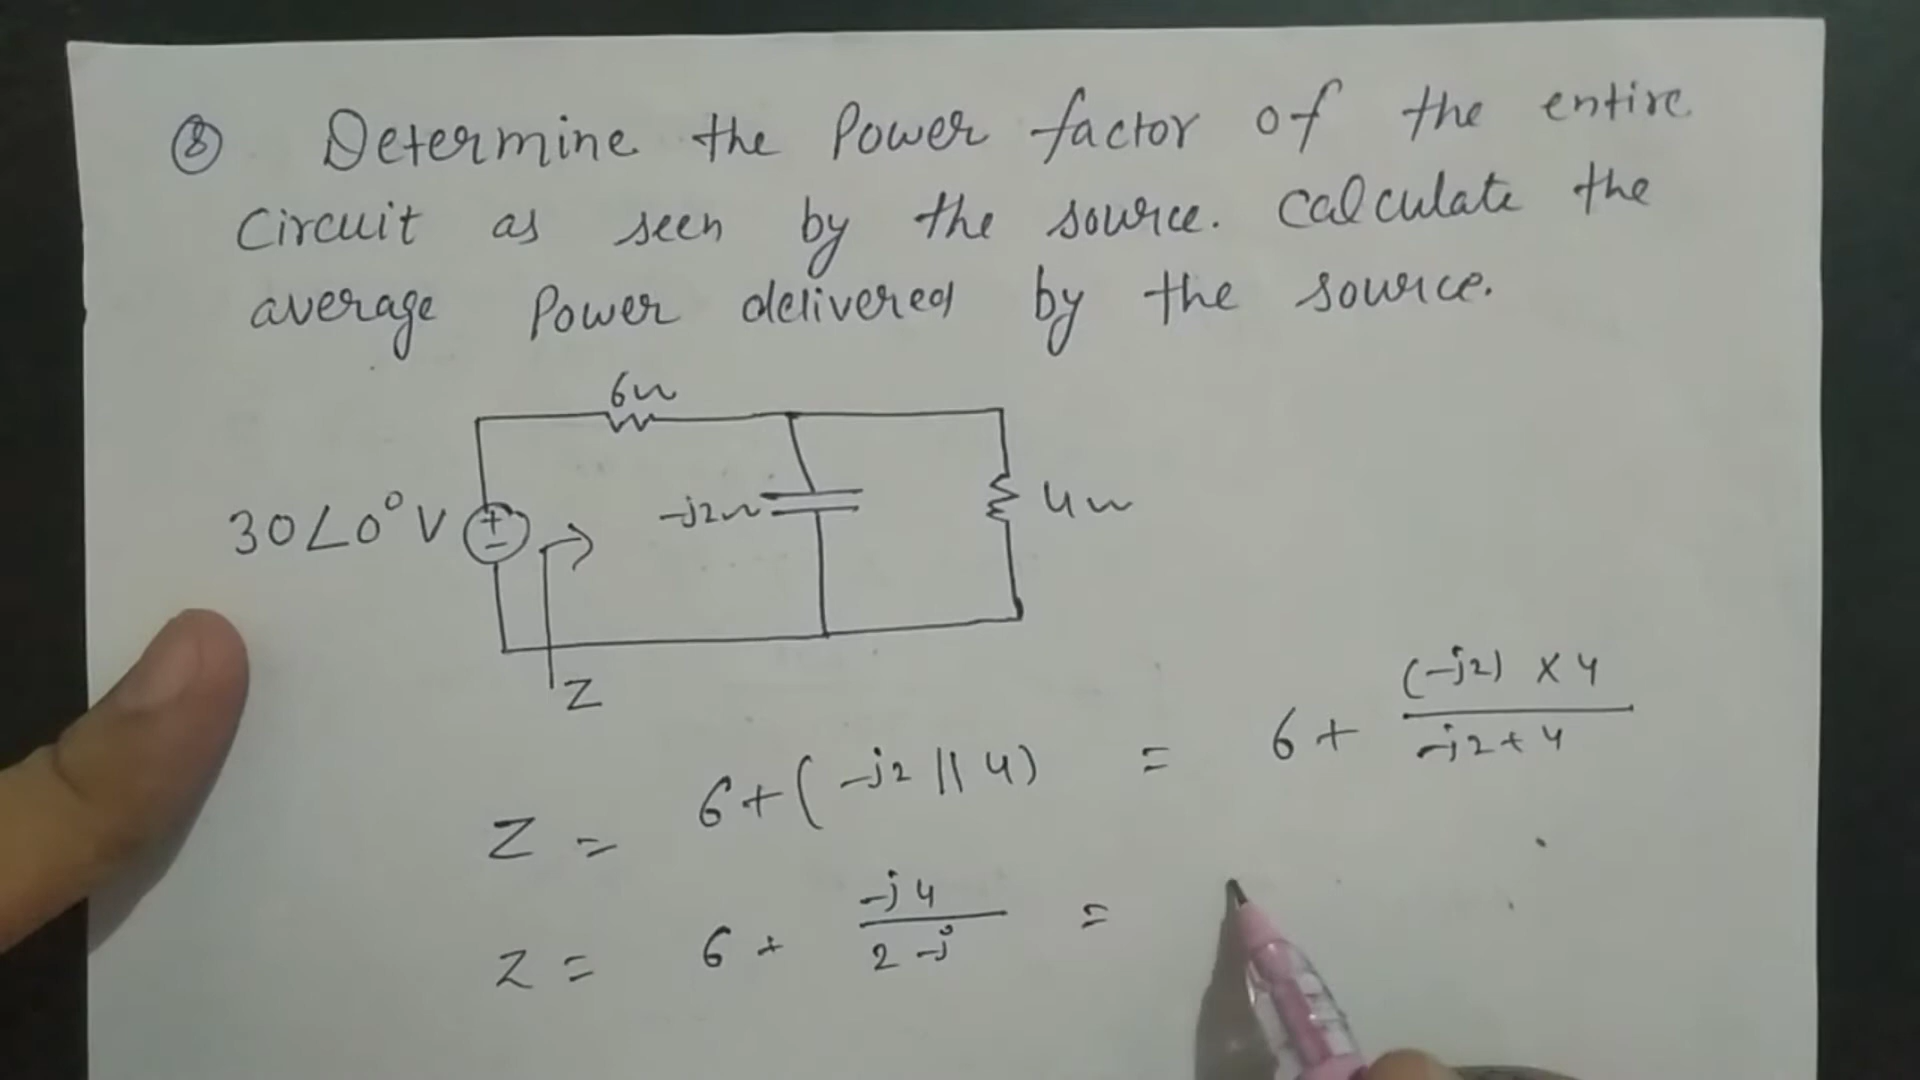 ⑧ Determine the Power factor of the entire
Circuit as seen by the source. Calculate the
average Power delivered by the source.
6Ω
30∠0° V
+
-
-j2Ω
4Ω
Z
Z = 6+(-j2 || 4) = 6 + (-j2) × 4 / -j2 + 4
Z = 6 + -j4 / 2 -j =